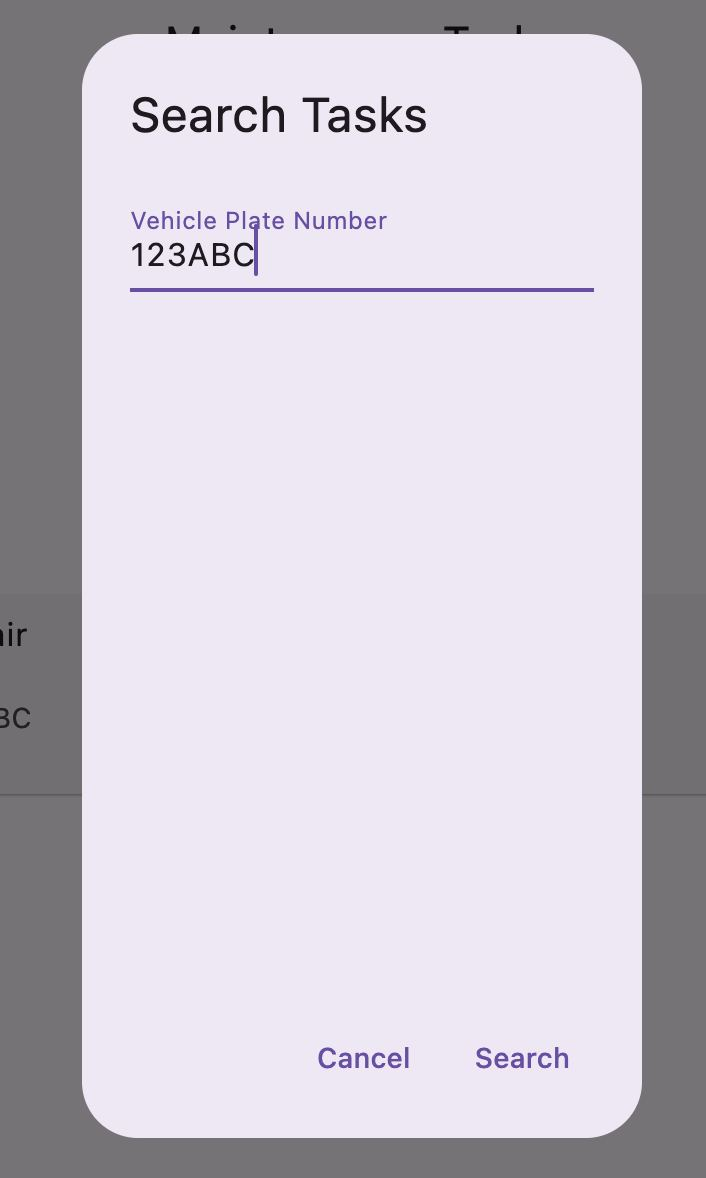 Search Tasks
Vehicle Plate Number
123ABC
Cancel Search